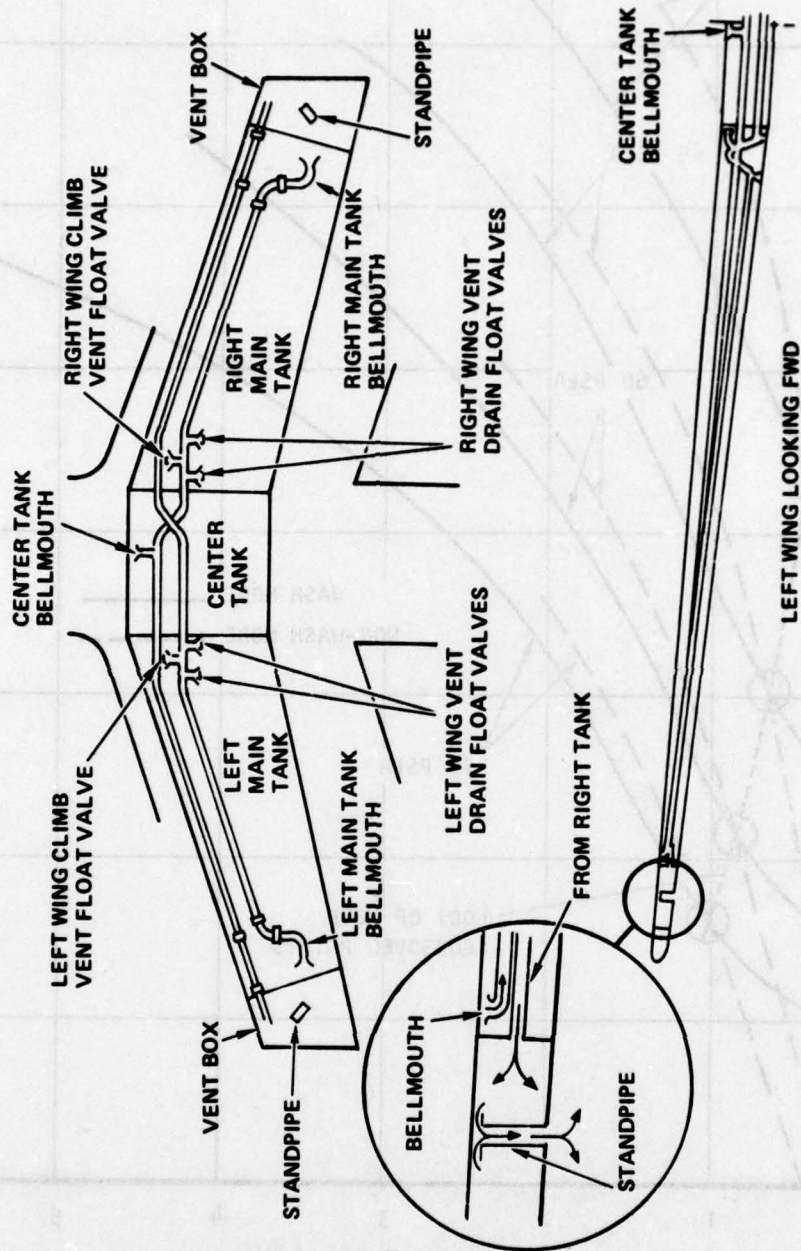 CENTER TANK
BELLMOUTH
LEFT WING CLIMB
VENT FLOAT VALVE
RIGHT WING CLIMB
VENT FLOAT VALVE
VENT BOX
VENT BOX
STANDPIPE
STANDPIPE
LEFT
MAIN
TANK
CENTER
TANK
RIGHT
MAIN
TANK
LEFT MAIN TANK
BELLMOUTH
RIGHT MAIN TANK
BELLMOUTH
LEFT WING VENT
DRAIN FLOAT VALVES
RIGHT WING VENT
DRAIN FLOAT VALVES
BELLMOUTH
FROM RIGHT TANK
STANDPIPE
CENTER TANK
BELLMOUTH
LEFT WING LOOKING FWD